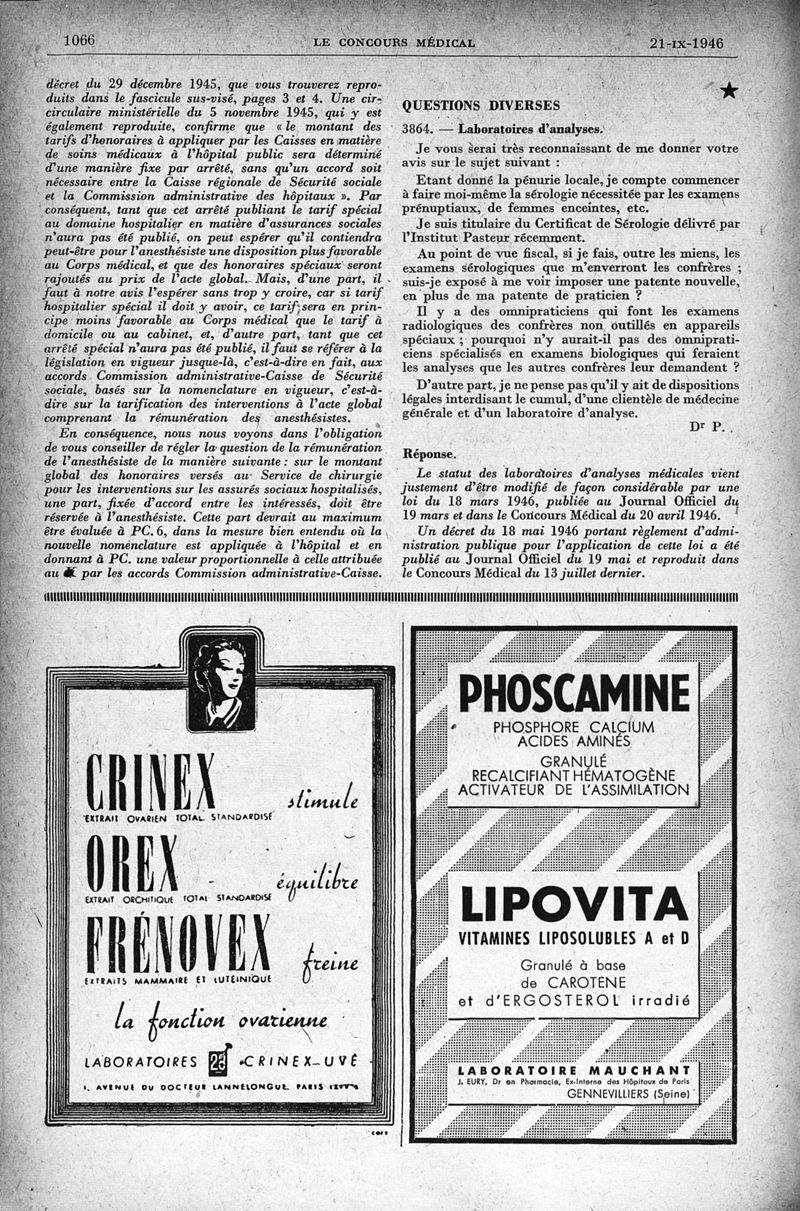 1066
LE CONCOURS MÉDICAL
21-IX-1946
décret du 29 décembre 1945, que vous trouverez repro-
duits dans le fascicule sus-visé, pages 3 et 4. Une cir-
circulaire ministérielle du 5 novembre 1945, qui y est
également reproduite, confirme que « le montant des
tarifs d'honoraires à appliquer par les Caisses en matière
de soins médicaux à l'hôpital public sera déterminé
d'une manière fixe par arrêté, sans qu'un accord soit
nécessaire entre la Caisse régionale de Sécurité sociale
et la Commission administrative des hôpitaux ». Par
conséquent, tant que cet arrêté publiant le tarif spécial
au domaine hospitalier en matière d'assurances sociales
n'aura pas été publié, on peut espérer qu'il contiendra
peut-être pour l'anesthésiste une disposition plus favorable
au Corps médical, et que des honoraires spéciaux seront
rajoutés au prix de l'acte global. Mais, d'une part, il
faut à notre avis l'espérer sans trop y croire, car si tarif
hospitalier spécial il doit y avoir, ce tarif sera en prin-
cipe moins favorable au Corps médical que le tarif à
domicile ou au cabinet, et, d'autre part, tant que cet
arrêté spécial n'aura pas été publié, il faut se référer à la
législation en vigueur jusque-là, c'est-à-dire en fait, aux
accords Commission administrative-Caisse de Sécurité
sociale, basés sur la nomenclature en vigueur, c'est-à-
dire sur la tarification des interventions à l'acte global
comprenant la rémunération des anesthésistes.
En conséquence, nous nous voyons dans l'obligation
de vous conseiller de régler la question de la rémunération
de l'anesthésiste de la manière suivante : sur le montant
global des honoraires versés au Service de chirurgie
pour les interventions sur les assurés sociaux hospitalisés,
une part, fixée d'accord entre les intéressés, doit être
réservée à l'anesthésiste. Cette part devrait au maximum
être évaluée à PC. 6, dans la mesure bien entendu où la
nouvelle nomenclature est appliquée à l'hôpital et en
donnant à PC. une valeur proportionnelle à celle attribuée
au par les accords Commission administrative-Caisse.
★
QUESTIONS DIVERSES
3864. — Laboratoires d'analyses.
Je vous serai très reconnaissant de me donner votre
avis sur le sujet suivant :
Etant donné la pénurie locale, je compte commencer
à faire moi-même la sérologie nécessitée par les examens
prénuptiaux, de femmes enceintes, etc.
Je suis titulaire du Certificat de Sérologie délivré par
l'Institut Pasteur récemment.
Au point de vue fiscal, si je fais, outre les miens, les
examens sérologiques que m'enverront les confrères ;
suis-je exposé à me voir imposer une patente nouvelle,
en plus de ma patente de praticien ?
Il y a des omnipraticiens qui font les examens
radiologiques des confrères non outillés en appareils
spéciaux ; pourquoi n'y aurait-il pas des omniprati-
ciens spécialisés en examens biologiques qui feraient
les analyses que les autres confrères leur demandent ?
D'autre part, je ne pense pas qu'il y ait de dispositions
légales interdisant le cumul, d'une clientèle de médecine
générale et d'un laboratoire d'analyse.
Dr P.
Réponse.
Le statut des laboratoires d'analyses médicales vient
justement d'être modifié de façon considérable par une
loi du 18 mars 1946, publiée au Journal Officiel du
19 mars et dans le Concours Médical du 20 avril 1946.
Un décret du 18 mai 1946 portant règlement d'admi-
nistration publique pour l'application de cette loi a été
publié au Journal Officiel du 19 mai et reproduit dans
le Concours Médical du 13 juillet dernier.
CRINEX stimule
EXTRAIT OVARIEN TOTAL STANDARDISÉ
OREX équilibre
EXTRAIT ORCHITIQUE TOTAL STANDARDISÉ
FRÉNOVEX freine
EXTRAITS MAMMAIRE ET LUTÉINIQUE
la fonction ovarienne
LABORATOIRES CRINEX-UVÉ
1, AVENUE DU DOCTEUR LANNELONGUE, PARIS
PHOSCAMINE
PHOSPHORE CALCIUM
ACIDES AMINÉS
GRANULÉ
RECALCIFIANT HÉMATOGÈNE
ACTIVATEUR DE L'ASSIMILATION
LIPOVITA
VITAMINES LIPOSOLUBLES A et D
Granulé à base
de CAROTENE
et d'ERGOSTEROL irradié
LABORATOIRE MAUCHANT
J. EURY, Dr en Pharmacie, Ex-Interne des Hôpitaux de Paris
GENNEVILLIERS (Seine)